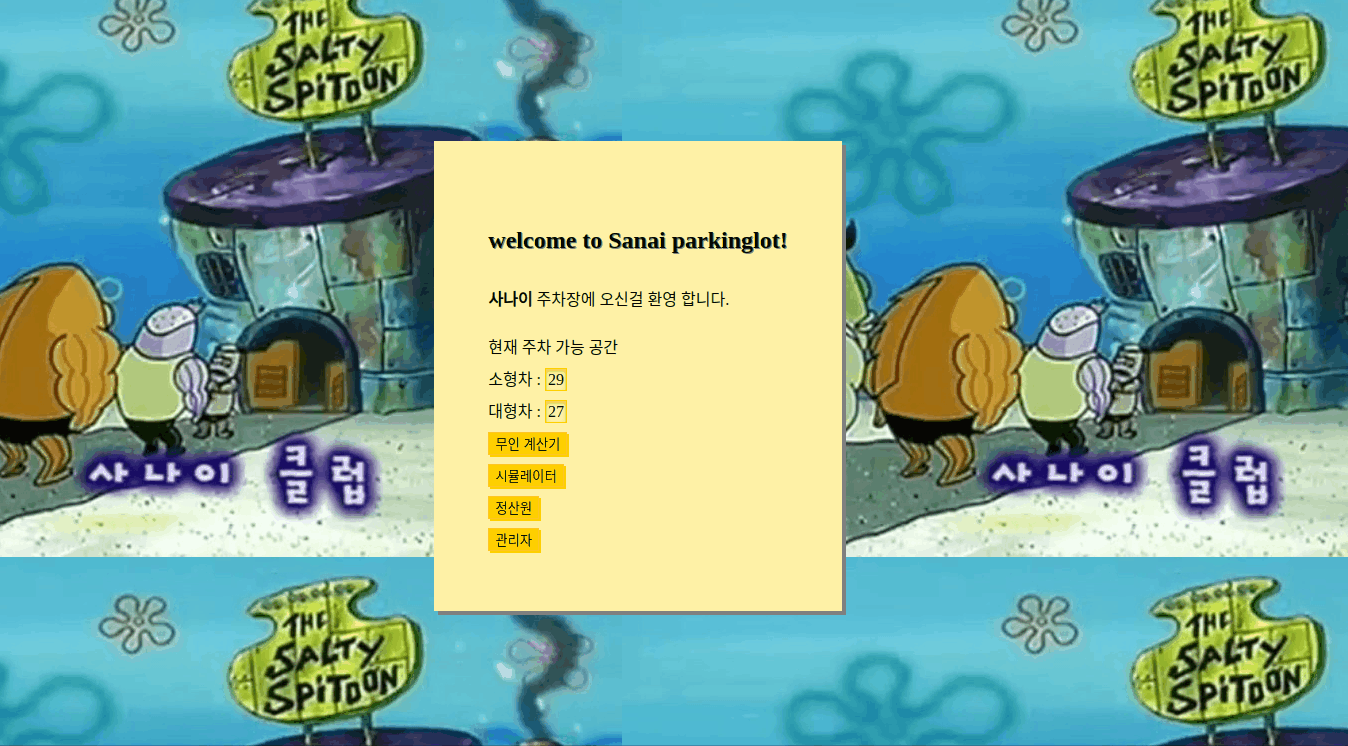 THE
SALTY
SPITOON
THE
SALTY
SPITOON
welcome to Sanai parkinglot!
사나이 주차장에 오신걸 환영 합니다.
현재 주차 가능 공간
소형차 : 29
대형차 : 27
무인 계산기
시뮬레이터
정산원
관리자
사나이 클럽
사나이 클럽
THE
SALTY
SPITOON
THE
SALTY
SPITOON